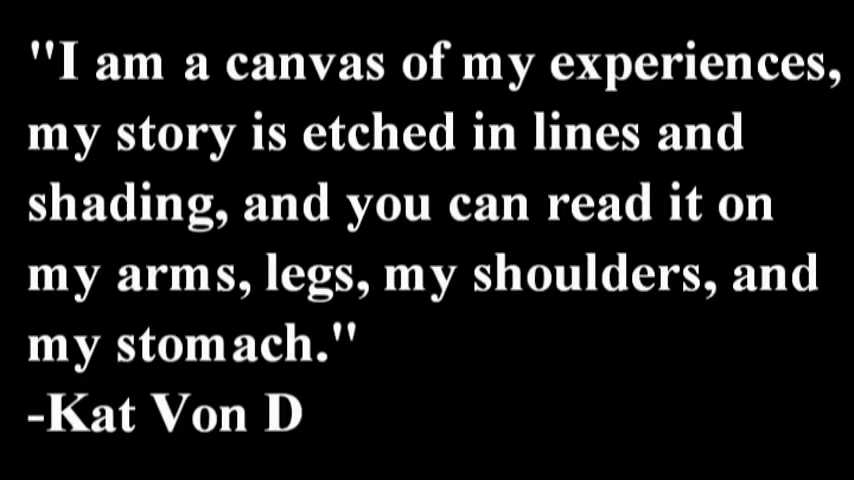 "I am a canvas of my experiences,
my story is etched in lines and
shading, and you can read it on
my arms, legs, my shoulders, and
my stomach."
-Kat Von D